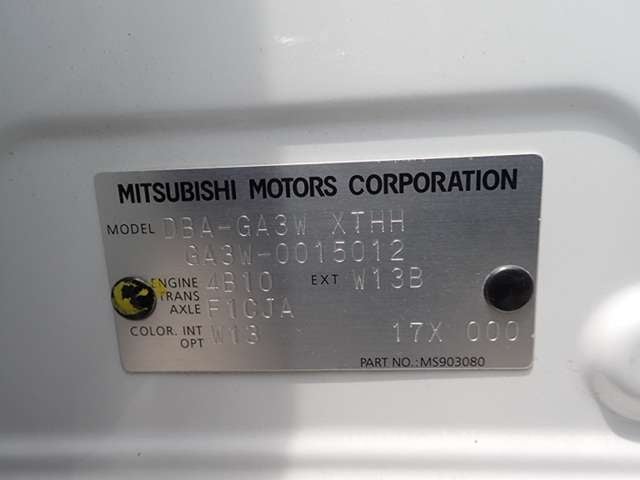 MITSUBISHI MOTORS CORPORATION
MODEL DBA-GA3W XTHH
GA3W-0015012
ENGINE 4B10 EXT W13B
TRANS
AXLE F1CJA
COLOR. INT W13 17X 000
OPT
PART NO.:MS903080